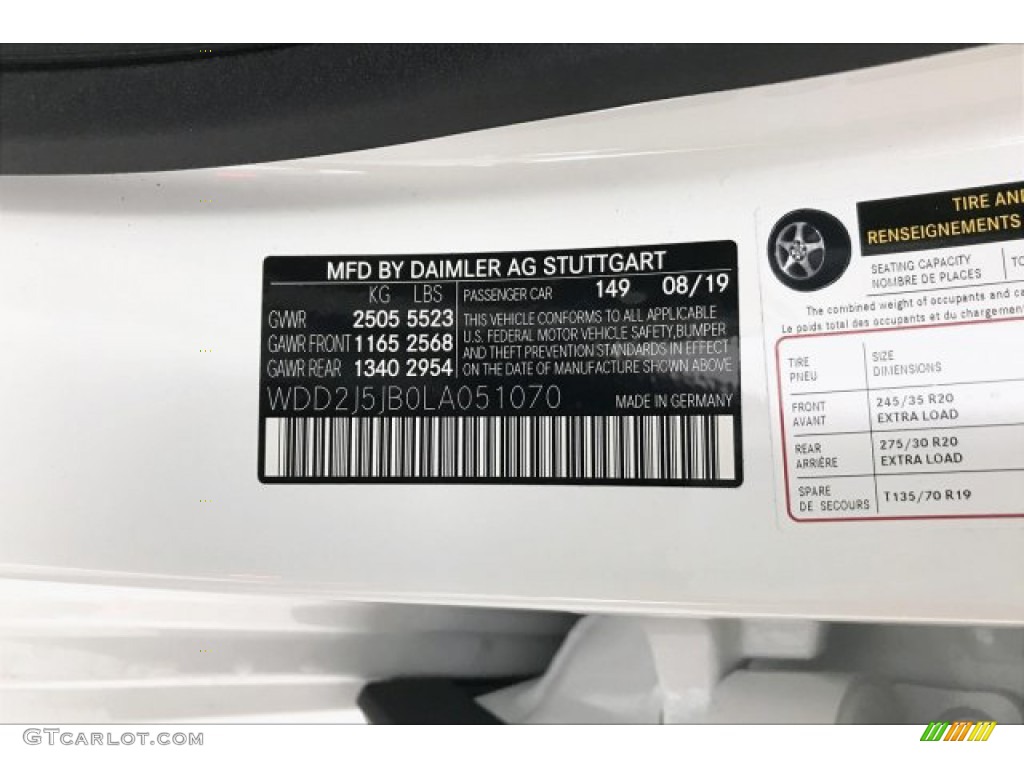 MFD BY DAIMLER AG STUTTGART
KG LBS PASSENGER CAR 149 08/19
GVWR 2505 5523
GAWR FRONT 1165 2568
GAWR REAR 1340 2954
THIS VEHICLE CONFORMS TO ALL APPLICABLE
U.S. FEDERAL MOTOR VEHICLE SAFETY, BUMPER
AND THEFT PREVENTION STANDARDS IN EFFECT
ON THE DATE OF MANUFACTURE SHOWN ABOVE
WDD2J5JB0LA051070 MADE IN GERMANY
TIRE AND
RENSEIGNEMENTS
SEATING CAPACITY
NOMBRE DE PLACES
The combined weight of occupants and
Le poids total des occupants et du
TIRE
PNEU
SIZE
DIMENSIONS
FRONT
AVANT
245/35 R20
EXTRA LOAD
REAR
ARRIÈRE
275/30 R20
EXTRA LOAD
SPARE
DE SECOURS
T135/70 R19
GTCarlot.com